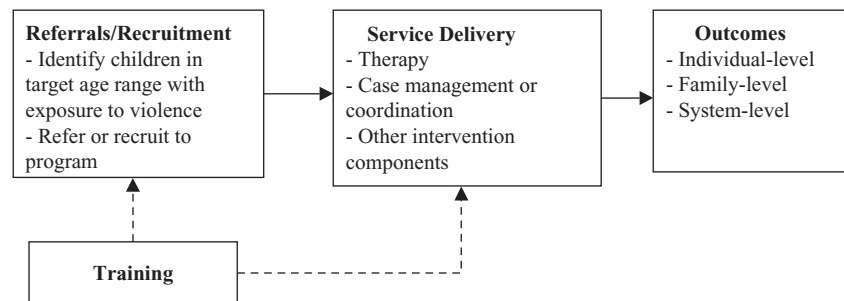 Referrals/Recruitment
- Identify children in
target age range with
exposure to violence
- Refer or recruit to
program
Service Delivery
- Therapy
- Case management or
coordination
- Other intervention
components
Outcomes
- Individual-level
- Family-level
- System-level
Training